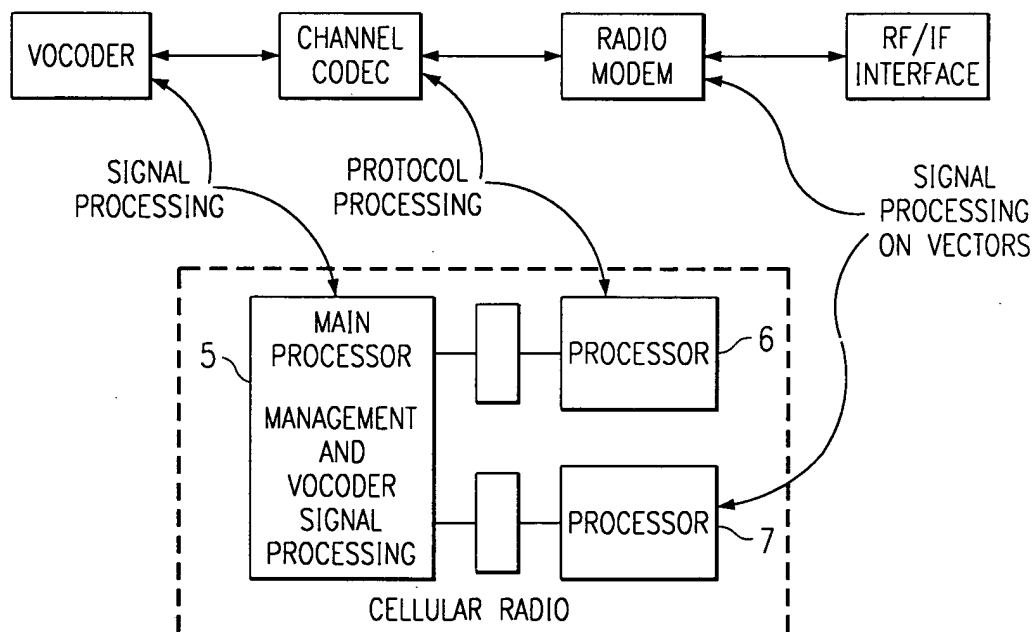 VOCODER
CHANNEL
CODEC
RADIO
MODEM
RF/IF
INTERFACE
SIGNAL
PROCESSING
PROTOCOL
PROCESSING
SIGNAL
PROCESSING
ON VECTORS
5
MAIN
PROCESSOR
MANAGEMENT
AND
VOCODER
SIGNAL
PROCESSING
PROCESSOR
6
PROCESSOR
7
CELLULAR RADIO